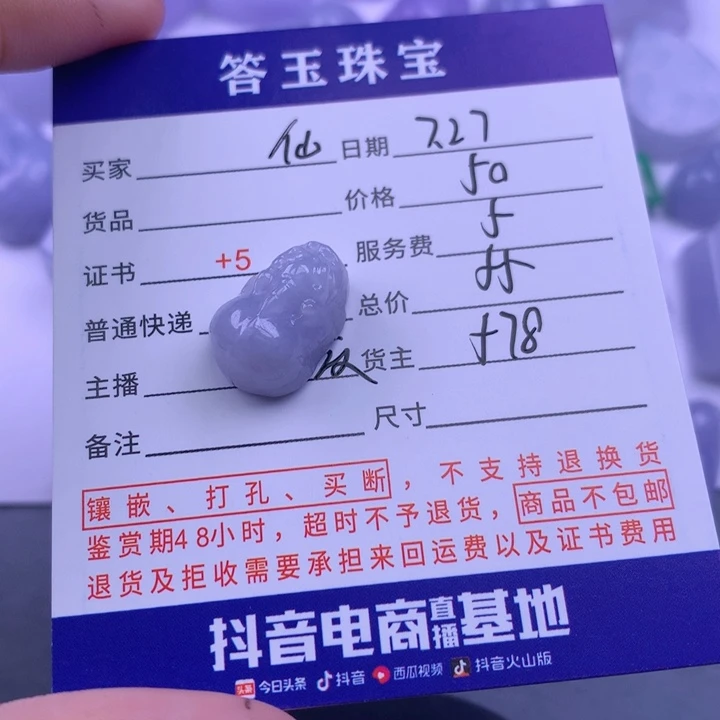 答玉珠宝
买家 仙 日期 727
货品 价格 50
证书 +5 服务费 5
普通快递 总价 55
主播 货主 578
备注 尺寸
镶嵌、打孔、买断，不支持退换货
鉴赏期48小时，超时不予退货，商品不包邮
退货及拒收需要承担来回运费以及证书费用
抖音电商直播基地
头条 今日头条 抖音 西瓜视频 抖音火山版